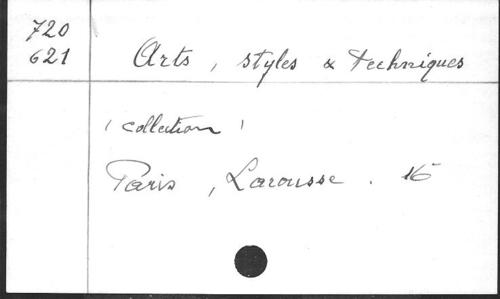 720
621
Arts, styles & techniques
(collection)
Paris, Larousse. 16°